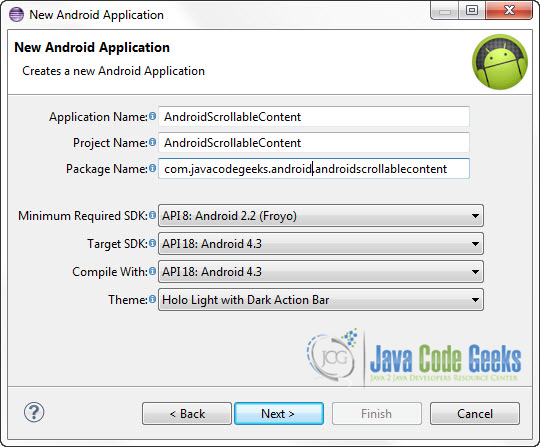 New Android Application
New Android Application
Creates a new Android Application
Application Name: AndroidScrollableContent
Project Name: AndroidScrollableContent
Package Name: com.javacodegeeks.android.androidscrollablecontent
Minimum Required SDK: API 8: Android 2.2 (Froyo)
Target SDK: API 18: Android 4.3
Compile With: API 18: Android 4.3
Theme: Holo Light with Dark Action Bar
JCG Java Code Geeks
JAVA 2 JAVA DEVELOPERS RESOURCE CENTER
? < Back Next > Finish Cancel